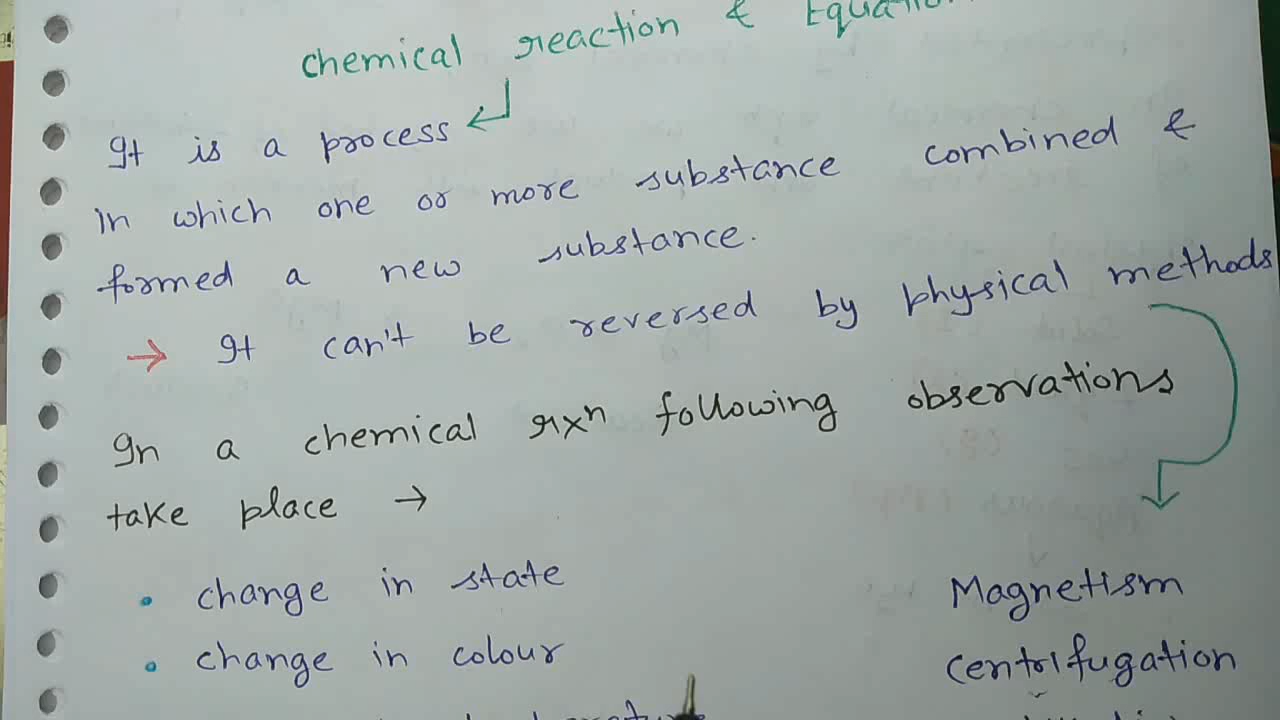 chemical reaction & Equation
It is a process
in which one or more substance combined &
formed a new substance.
→ It can't be reversed by physical methods
In a chemical rxⁿ following observations
take place →
• change in state
• change in colour
Magnetism
centrifugation